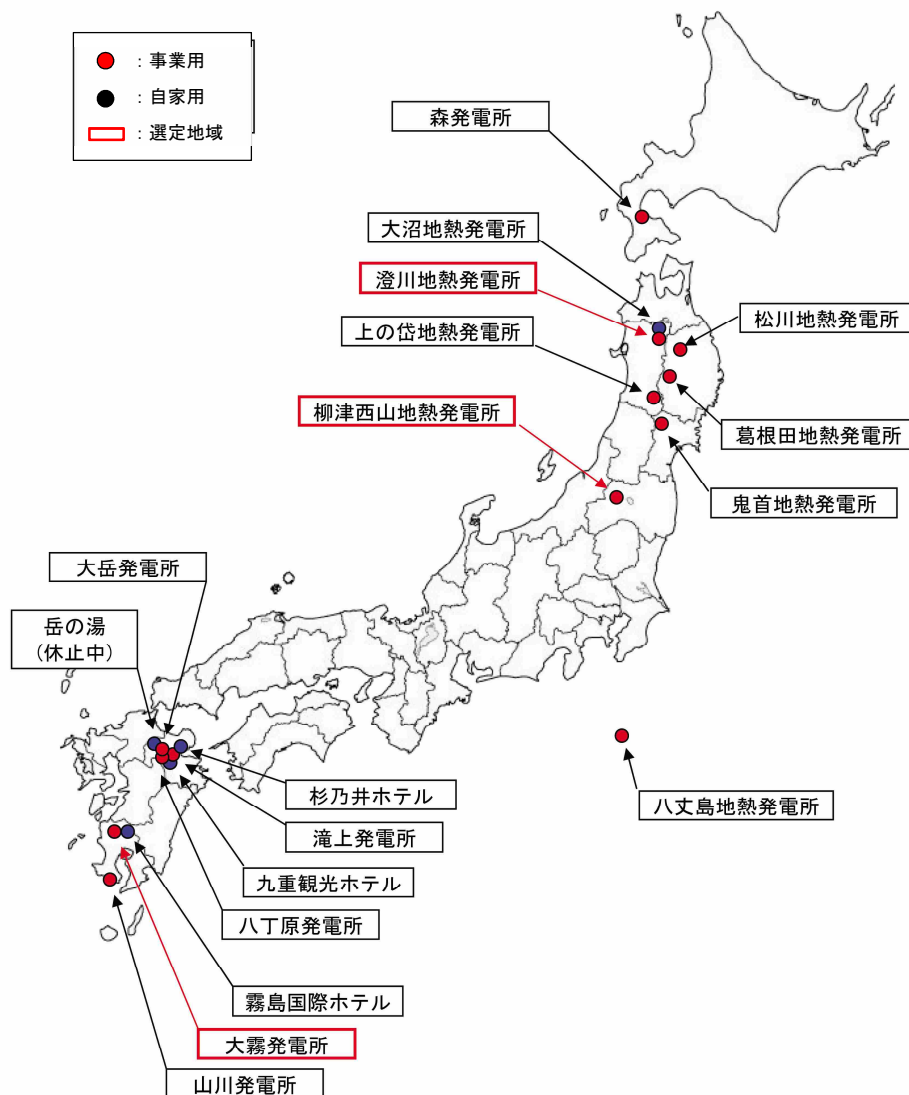 ：事業用
：自家用
：選定地域
森発電所
大沼地熱発電所
澄川地熱発電所
上の岱地熱発電所
松川地熱発電所
柳津西山地熱発電所
葛根田地熱発電所
鬼首地熱発電所
大岳発電所
岳の湯
（休止中）
杉乃井ホテル
八丈島地熱発電所
滝上発電所
九重観光ホテル
八丁原発電所
霧島国際ホテル
大霧発電所
山川発電所